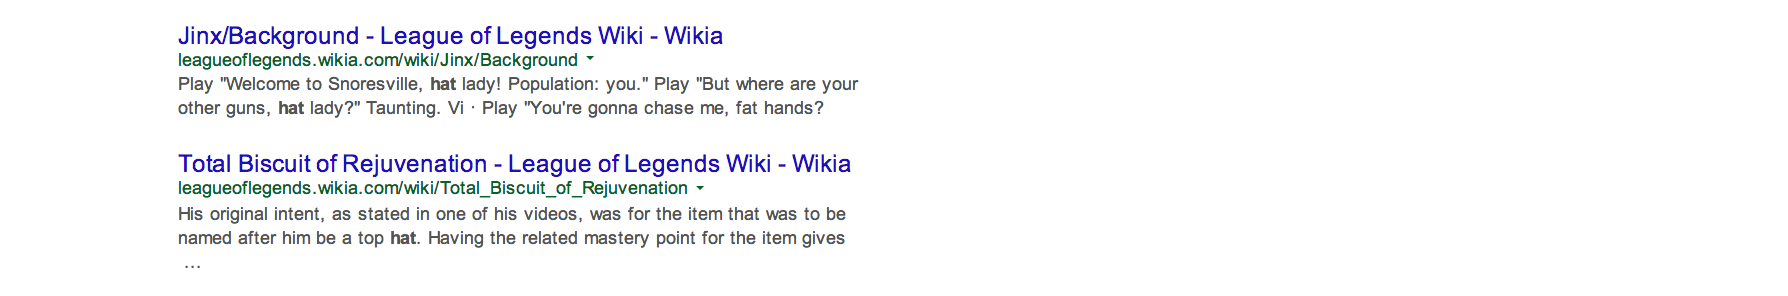 Jinx/Background - League of Legends Wiki - Wikia
leagueoflegends.wikia.com/wiki/Jinx/Background
Play "Welcome to Snoresville, hat lady! Population: you." Play "But where are your
other guns, hat lady?" Taunting. Vi · Play "You're gonna chase me, fat hands?
Total Biscuit of Rejuvenation - League of Legends Wiki - Wikia
leagueoflegends.wikia.com/wiki/Total_Biscuit_of_Rejuvenation
His original intent, as stated in one of his videos, was for the item that was to be
named after him be a top hat. Having the related mastery point for the item gives
...